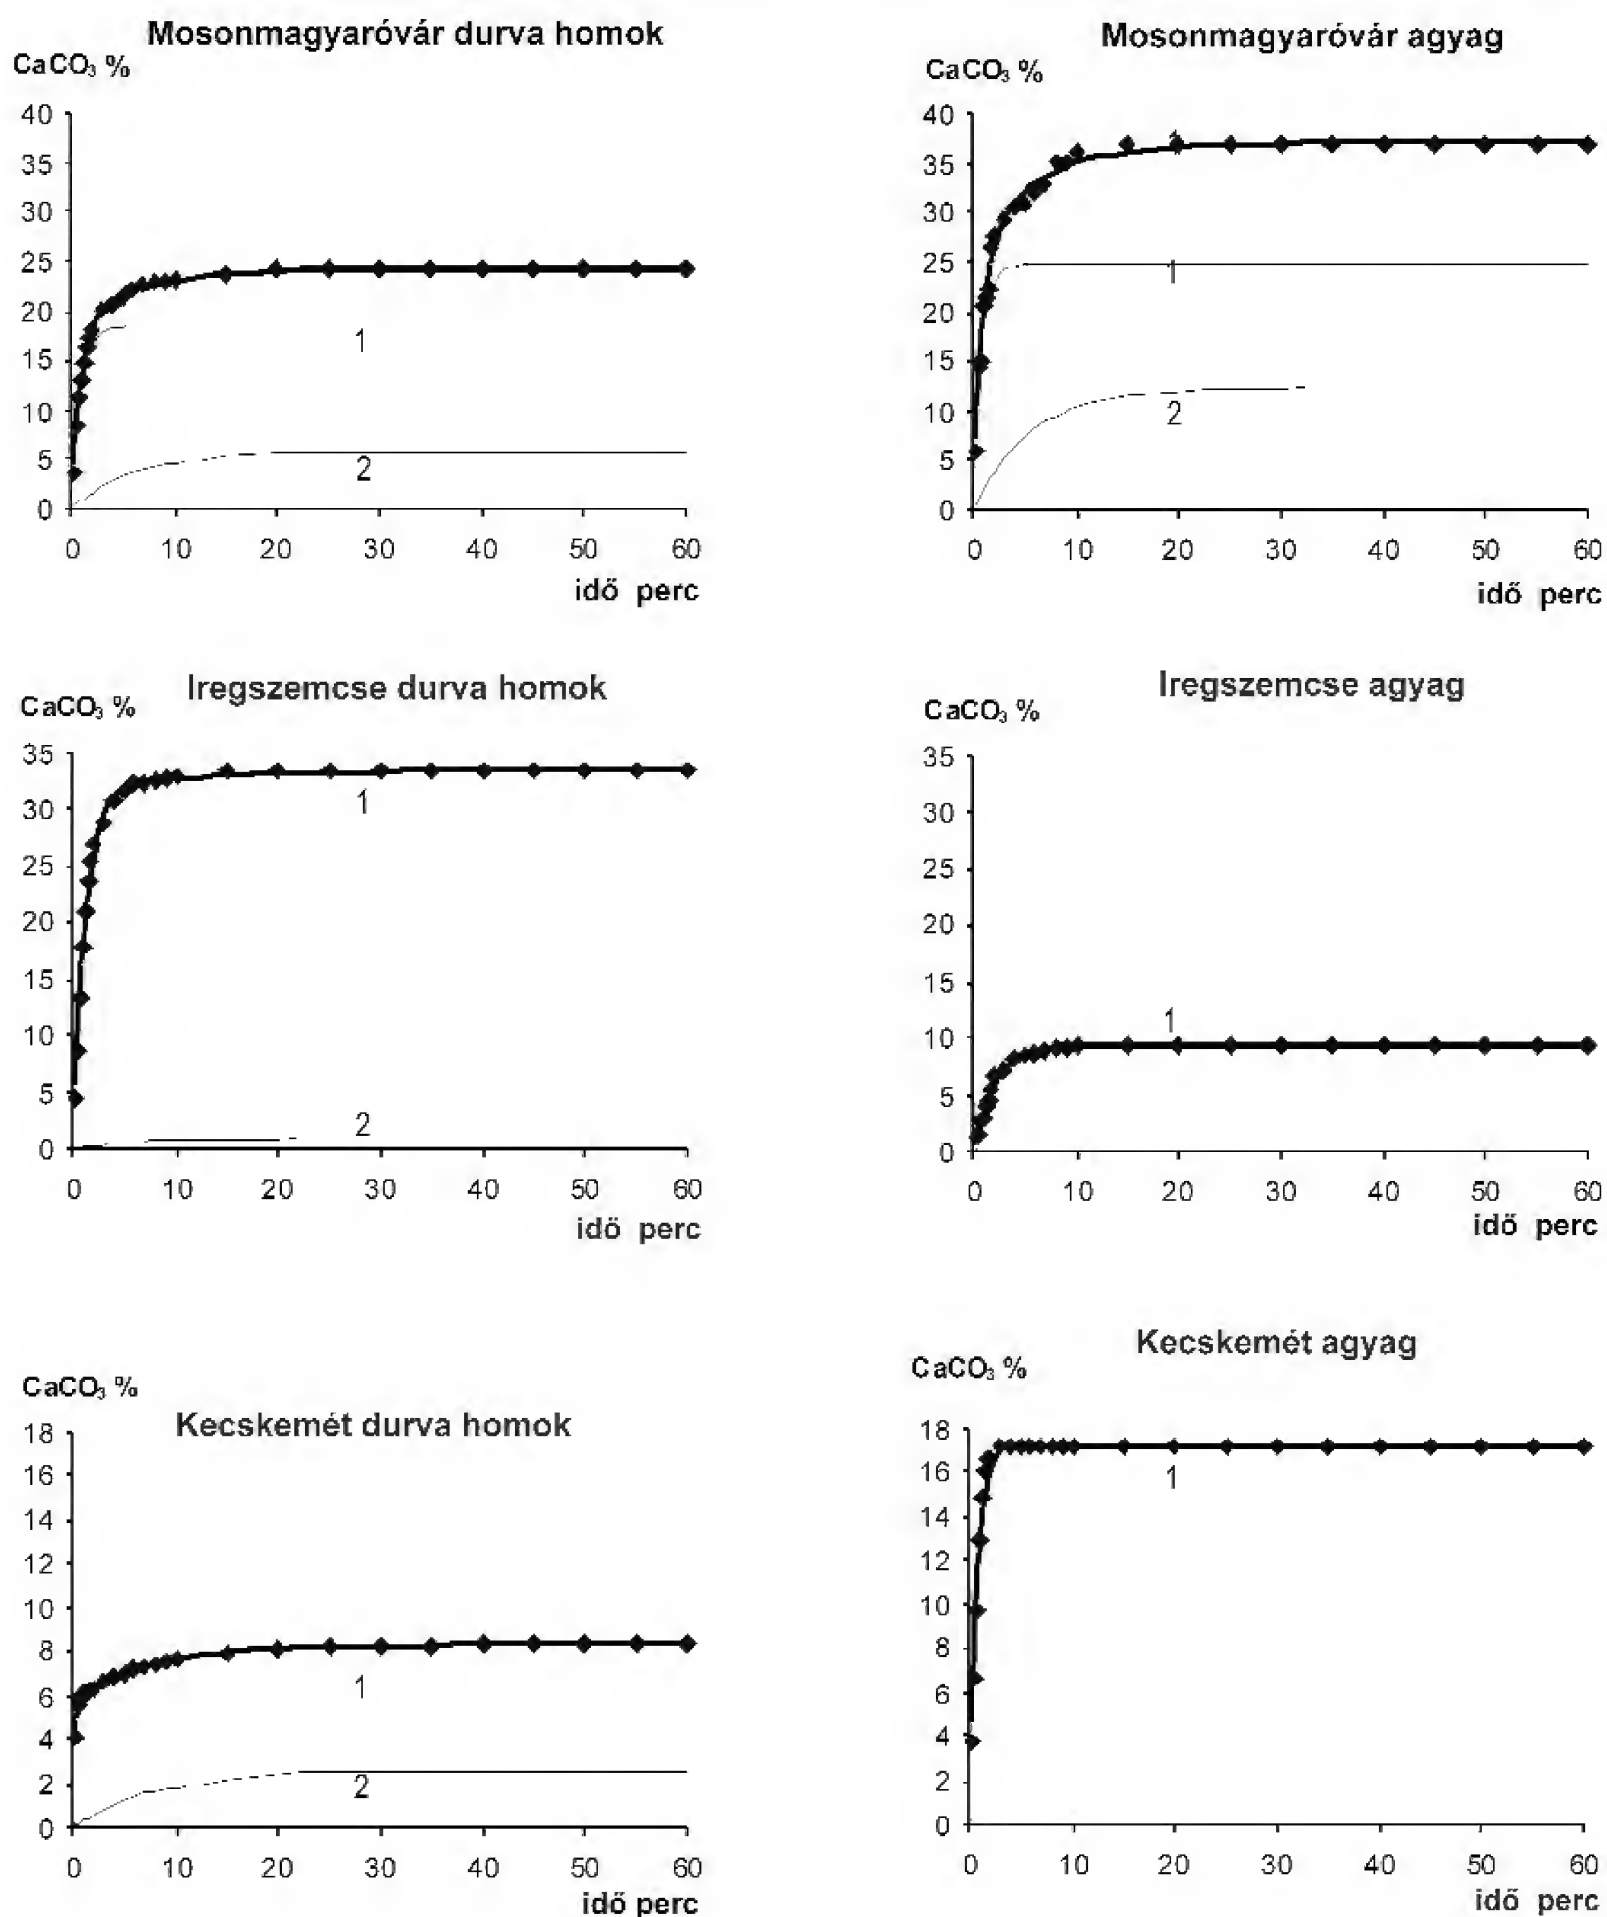 Mosonmagyaróvár durva homok
CaCO₃ %
40
35
30
25
20
15
10
5
0
1
2
0 10 20 30 40 50 60
idő perc
Mosonmagyaróvár agyag
CaCO₃ %
40
35
30
25
20
15
10
5
0
1
2
0 10 20 30 40 50 60
idő perc
Iregszemcse durva homok
CaCO₃ %
35
30
25
20
15
10
5
0
1
2
0 10 20 30 40 50 60
idő perc
Iregszemcse agyag
CaCO₃ %
35
30
25
20
15
10
5
0
1
0 10 20 30 40 50 60
idő perc
Kecskemét durva homok
CaCO₃ %
18
16
14
12
10
8
6
4
2
0
1
2
0 10 20 30 40 50 60
idő perc
Kecskemét agyag
CaCO₃ %
18
16
14
12
10
8
6
4
2
0
1
0 10 20 30 40 50 60
idő perc